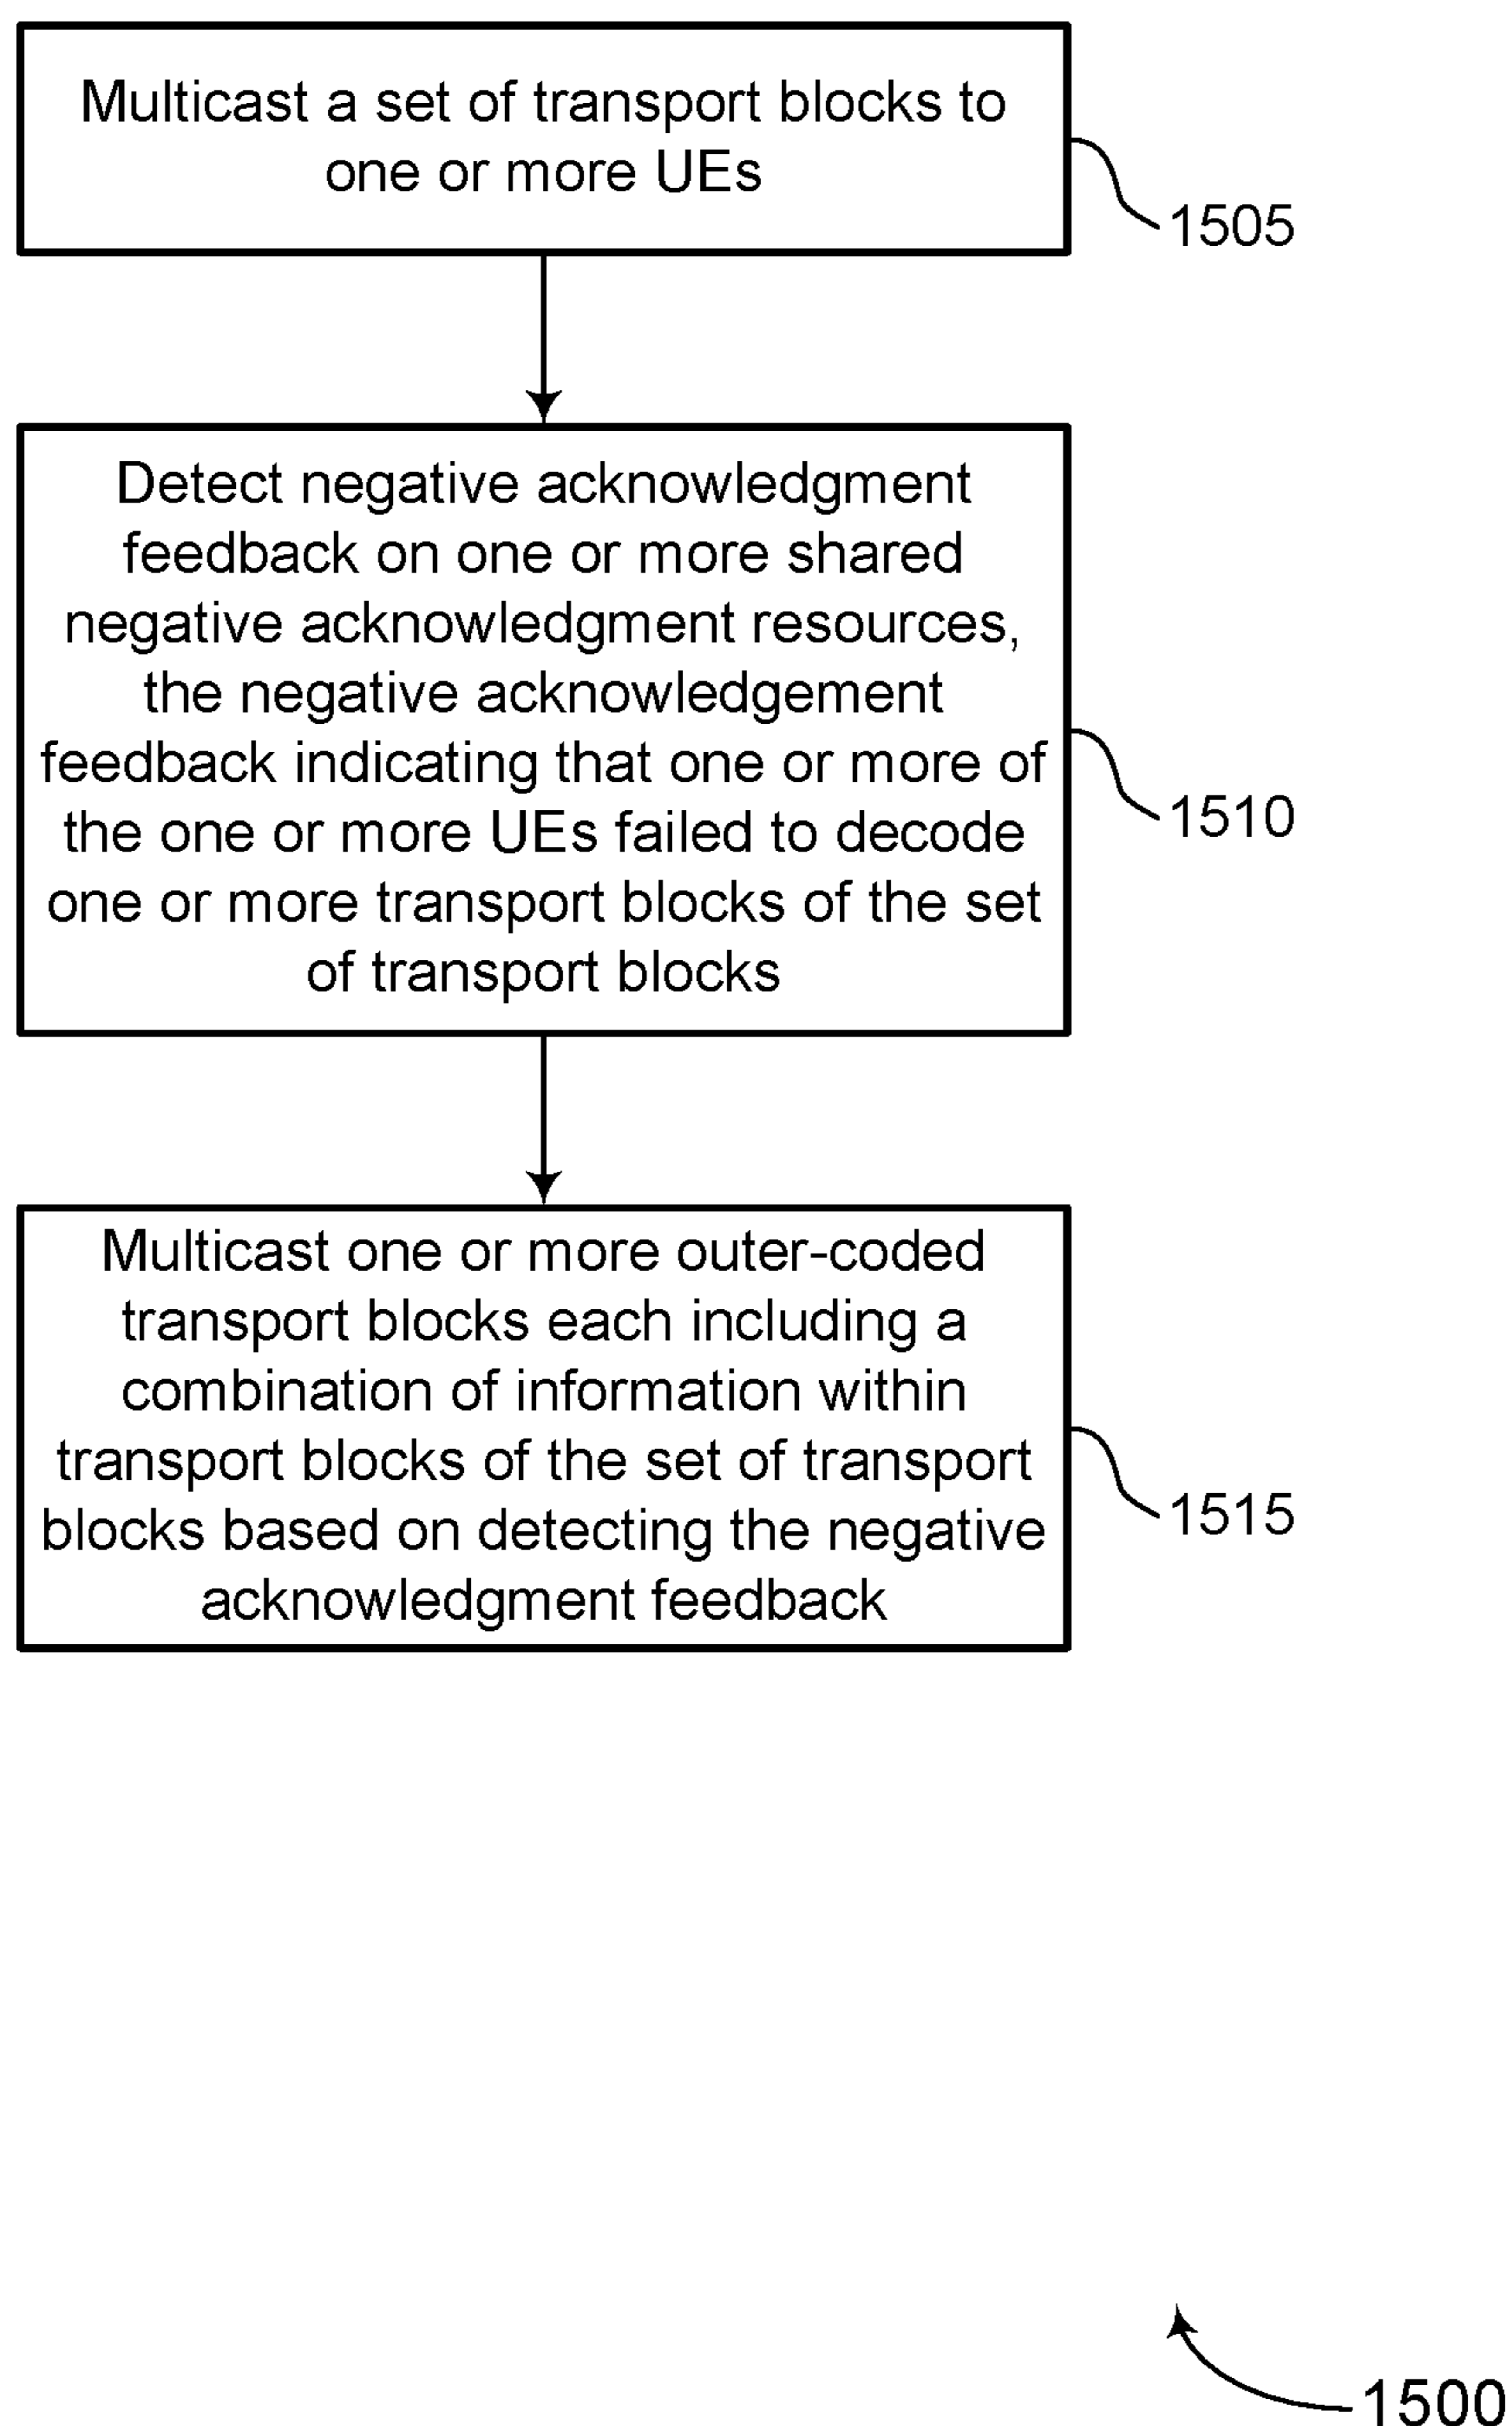 Multicast a set of transport blocks to
one or more UEs
1505
Detect negative acknowledgment
feedback on one or more shared
negative acknowledgment resources,
the negative acknowledgement
feedback indicating that one or more of
the one or more UEs failed to decode
one or more transport blocks of the set
of transport blocks
1510
Multicast one or more outer-coded
transport blocks each including a
combination of information within
transport blocks of the set of transport
blocks based on detecting the negative
acknowledgment feedback
1515
1500